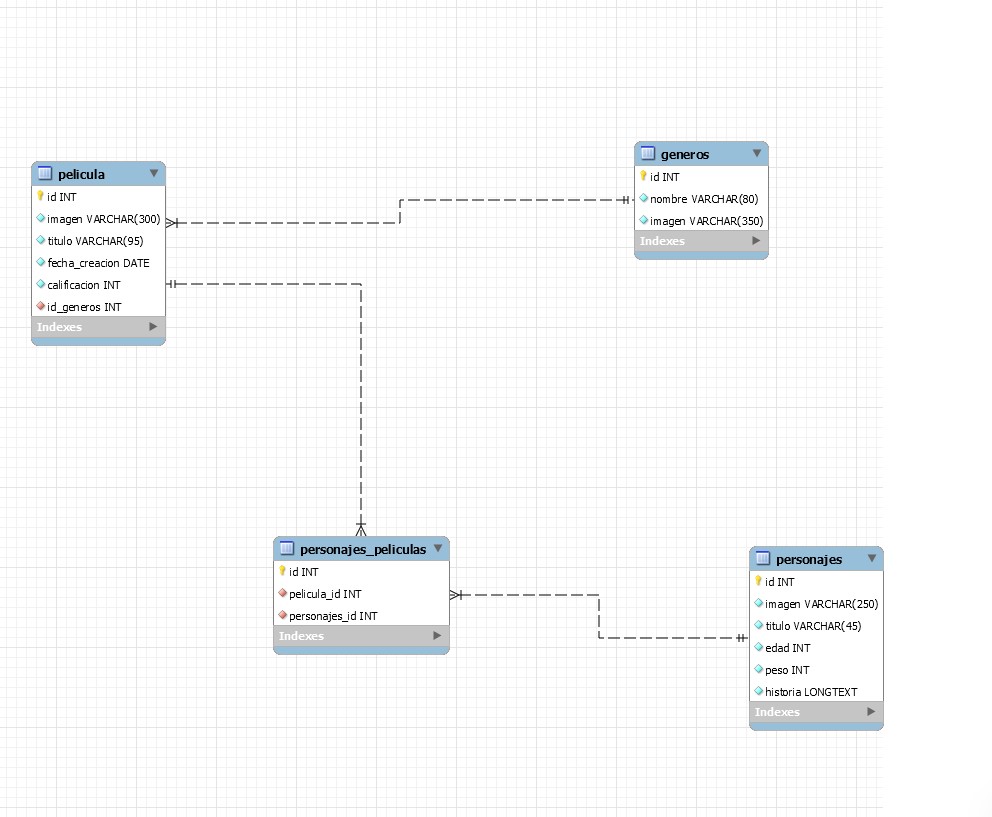 pelicula
id INT
imagen VARCHAR(300)
titulo VARCHAR(95)
fecha_creacion DATE
calificacion INT
id_generos INT
Indexes
generos
id INT
nombre VARCHAR(80)
imagen VARCHAR(350)
Indexes
personajes_peliculas
id INT
pelicula_id INT
personajes_id INT
Indexes
personajes
id INT
imagen VARCHAR(250)
titulo VARCHAR(45)
edad INT
peso INT
historia LONGTEXT
Indexes